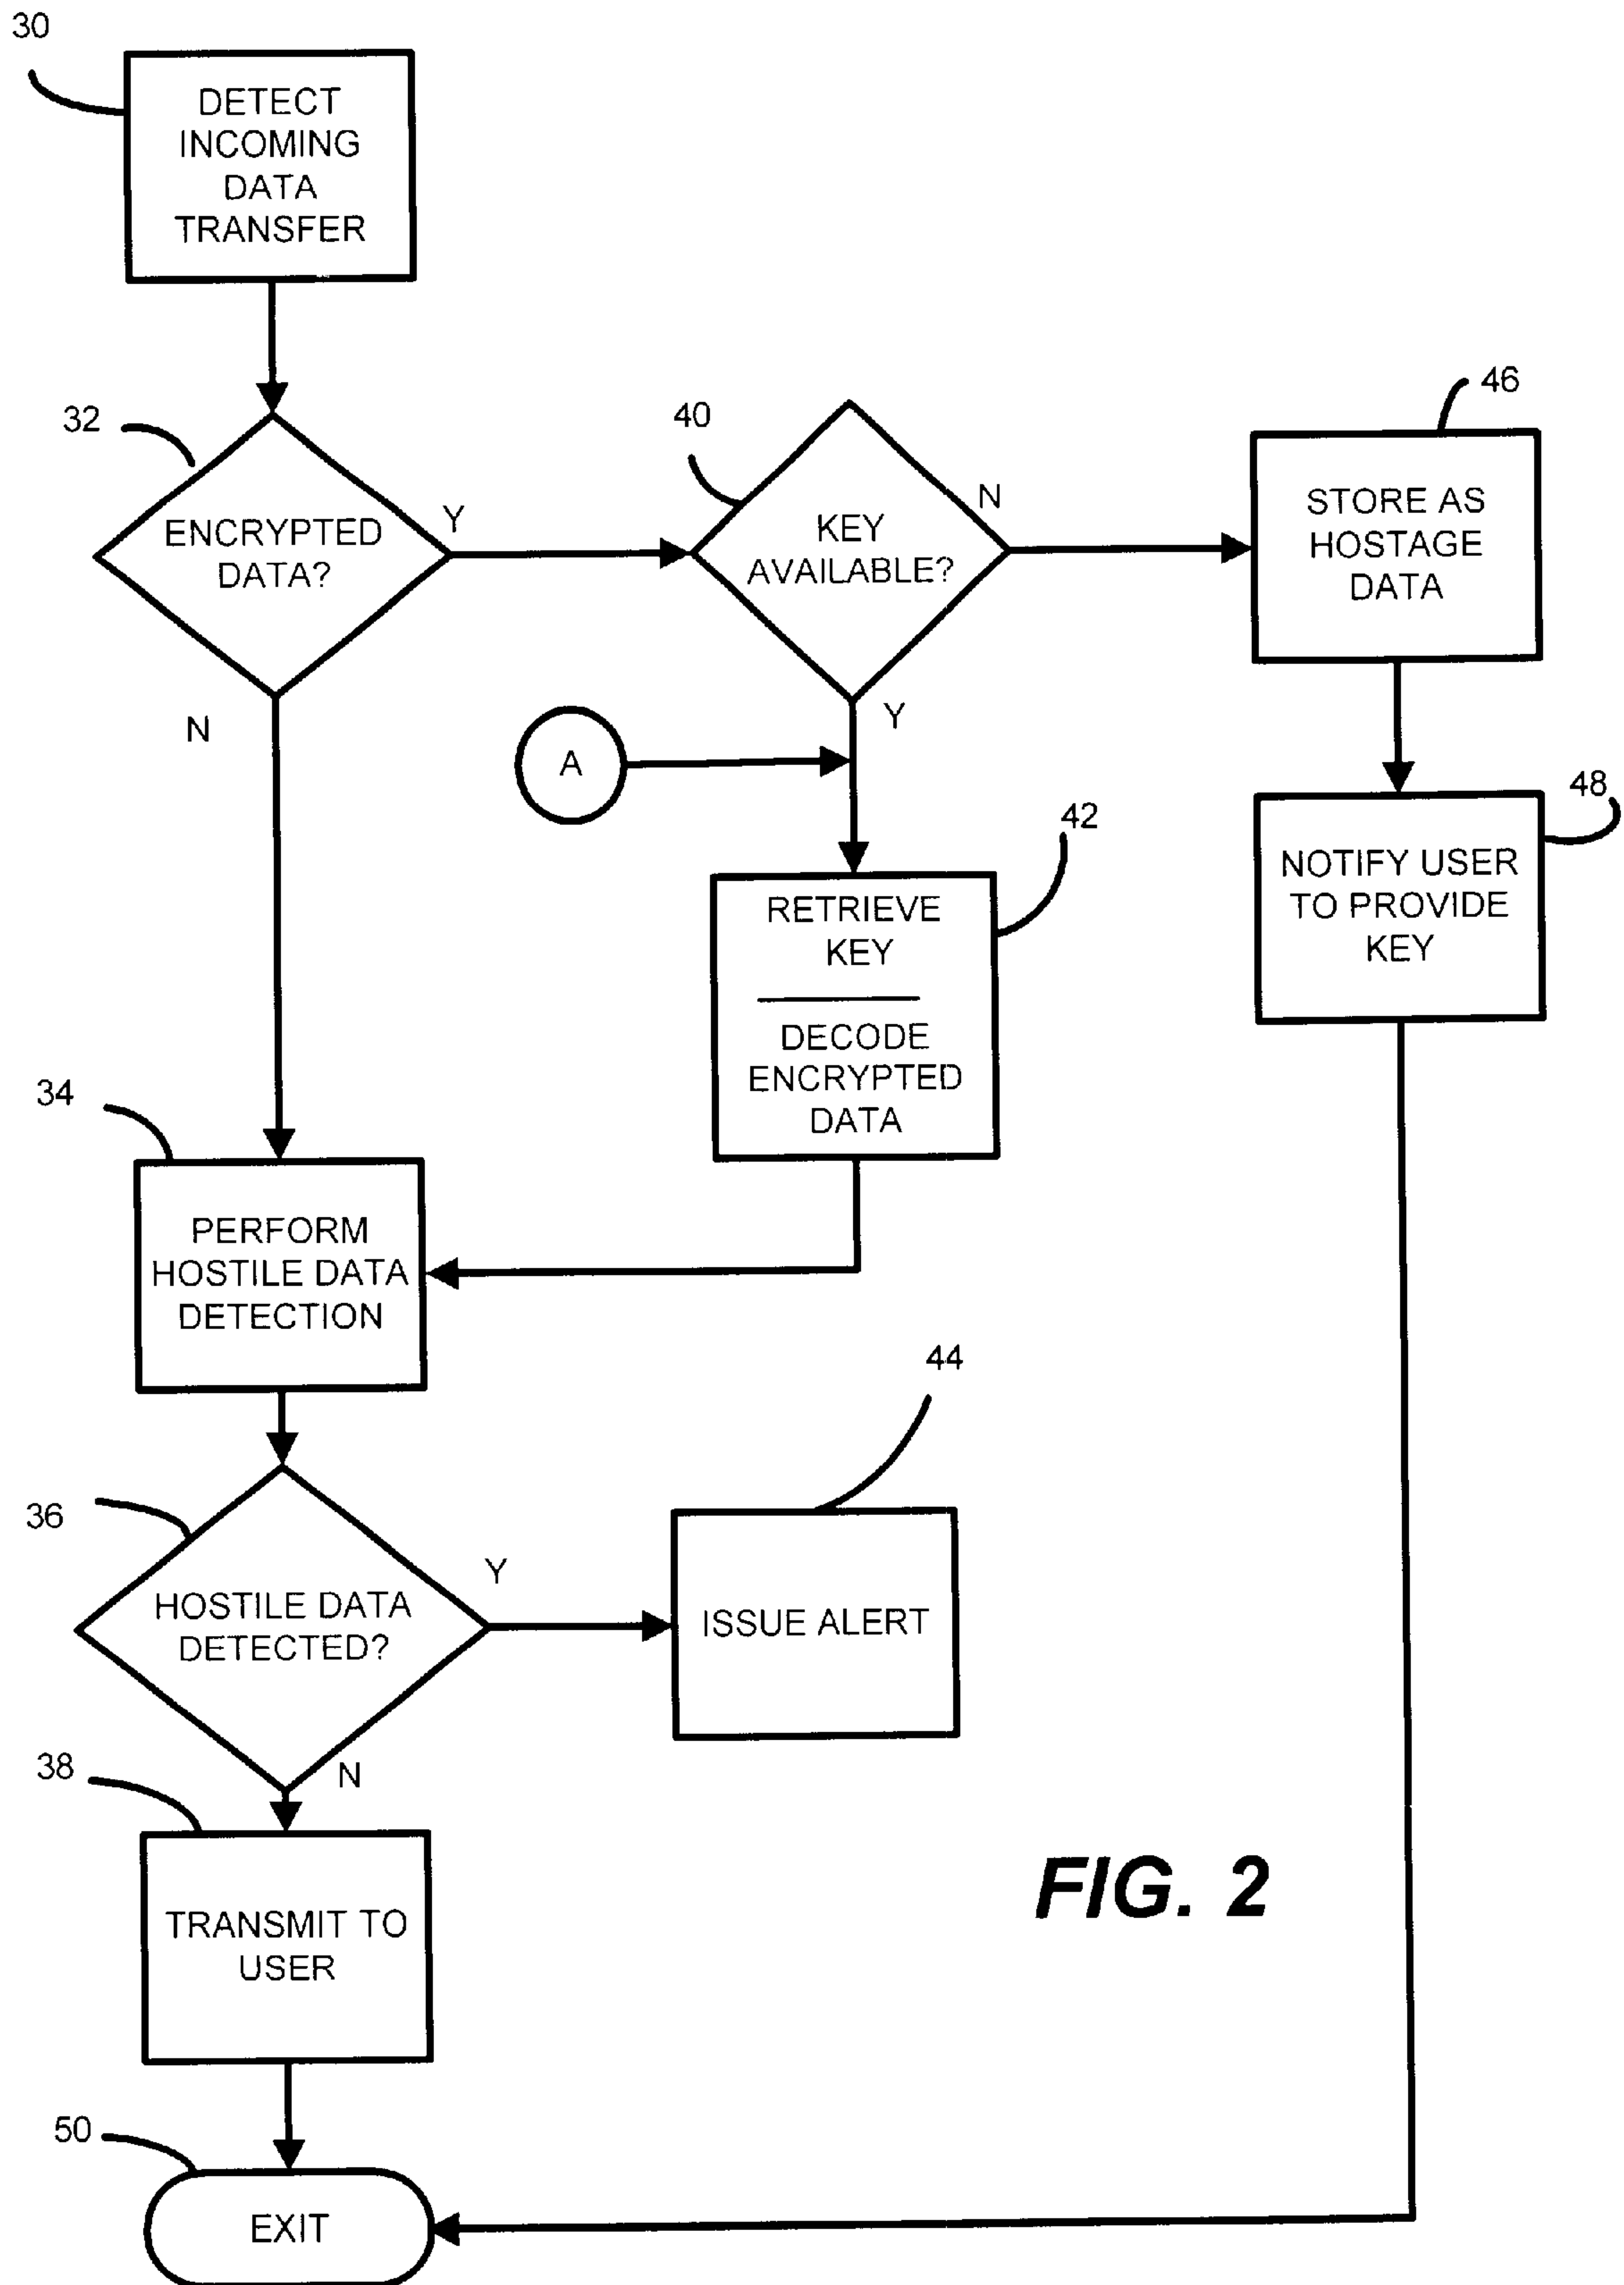 30
DETECT
INCOMING
DATA
TRANSFER
32
ENCRYPTED
DATA?
Y
N
40
KEY
AVAILABLE?
N
Y
46
STORE AS
HOSTAGE
DATA
A
48
NOTIFY USER
TO PROVIDE
KEY
42
RETRIEVE
KEY
DECODE
ENCRYPTED
DATA
34
PERFORM
HOSTILE DATA
DETECTION
36
HOSTILE DATA
DETECTED?
Y
N
44
ISSUE ALERT
38
TRANSMIT TO
USER
FIG. 2
50
EXIT